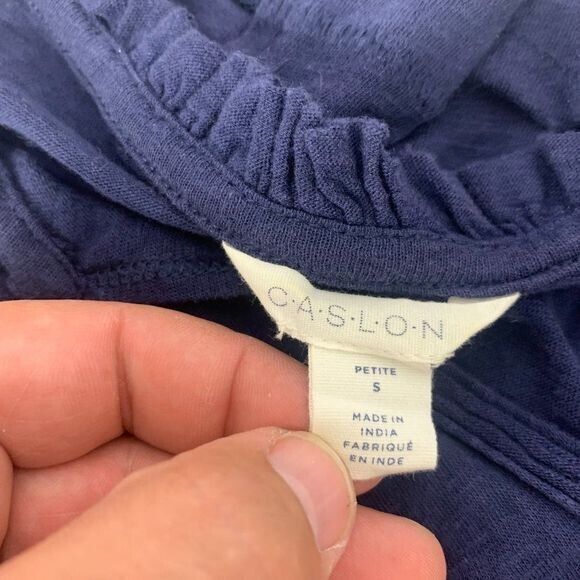 C·A·S·L·O·N
PETITE
S
MADE IN
INDIA
FABRIQUÉ
EN INDE